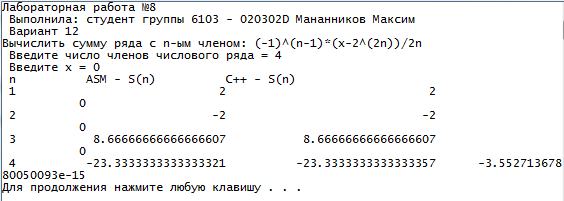 Лабораторная работа №8
Выполнила: студент группы 6103 - 020302D Мананников Максим
Вариант 12
Вычислить сумму ряда с n-ым членом: (-1)^(n-1)*(x-2^(2n))/2n
Введите число членов числового ряда = 4
Введите x = 0
n ASM - S(n) C++ - S(n)
1 2 2
0
2 -2 -2
0
3 8.66666666666666607 8.66666666666666607
0
4 -23.3333333333333321 -23.3333333333333357 -3.552713678
80050093e-15
Для продолжения нажмите любую клавишу . . .